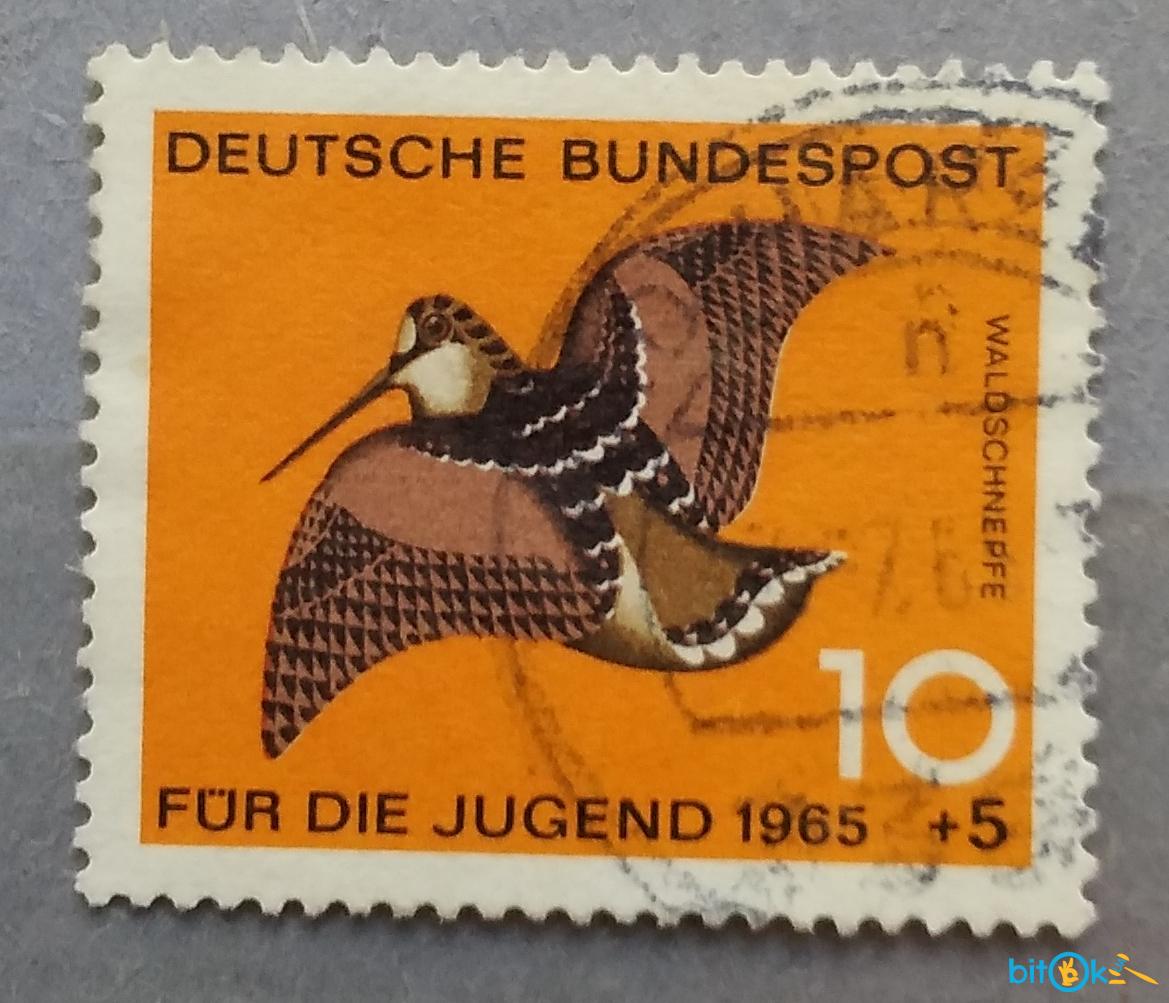 DEUTSCHE BUNDESPOST
WALDSCHNEPFE
10
FÜR DIE JUGEND 1965 +5
bitOk